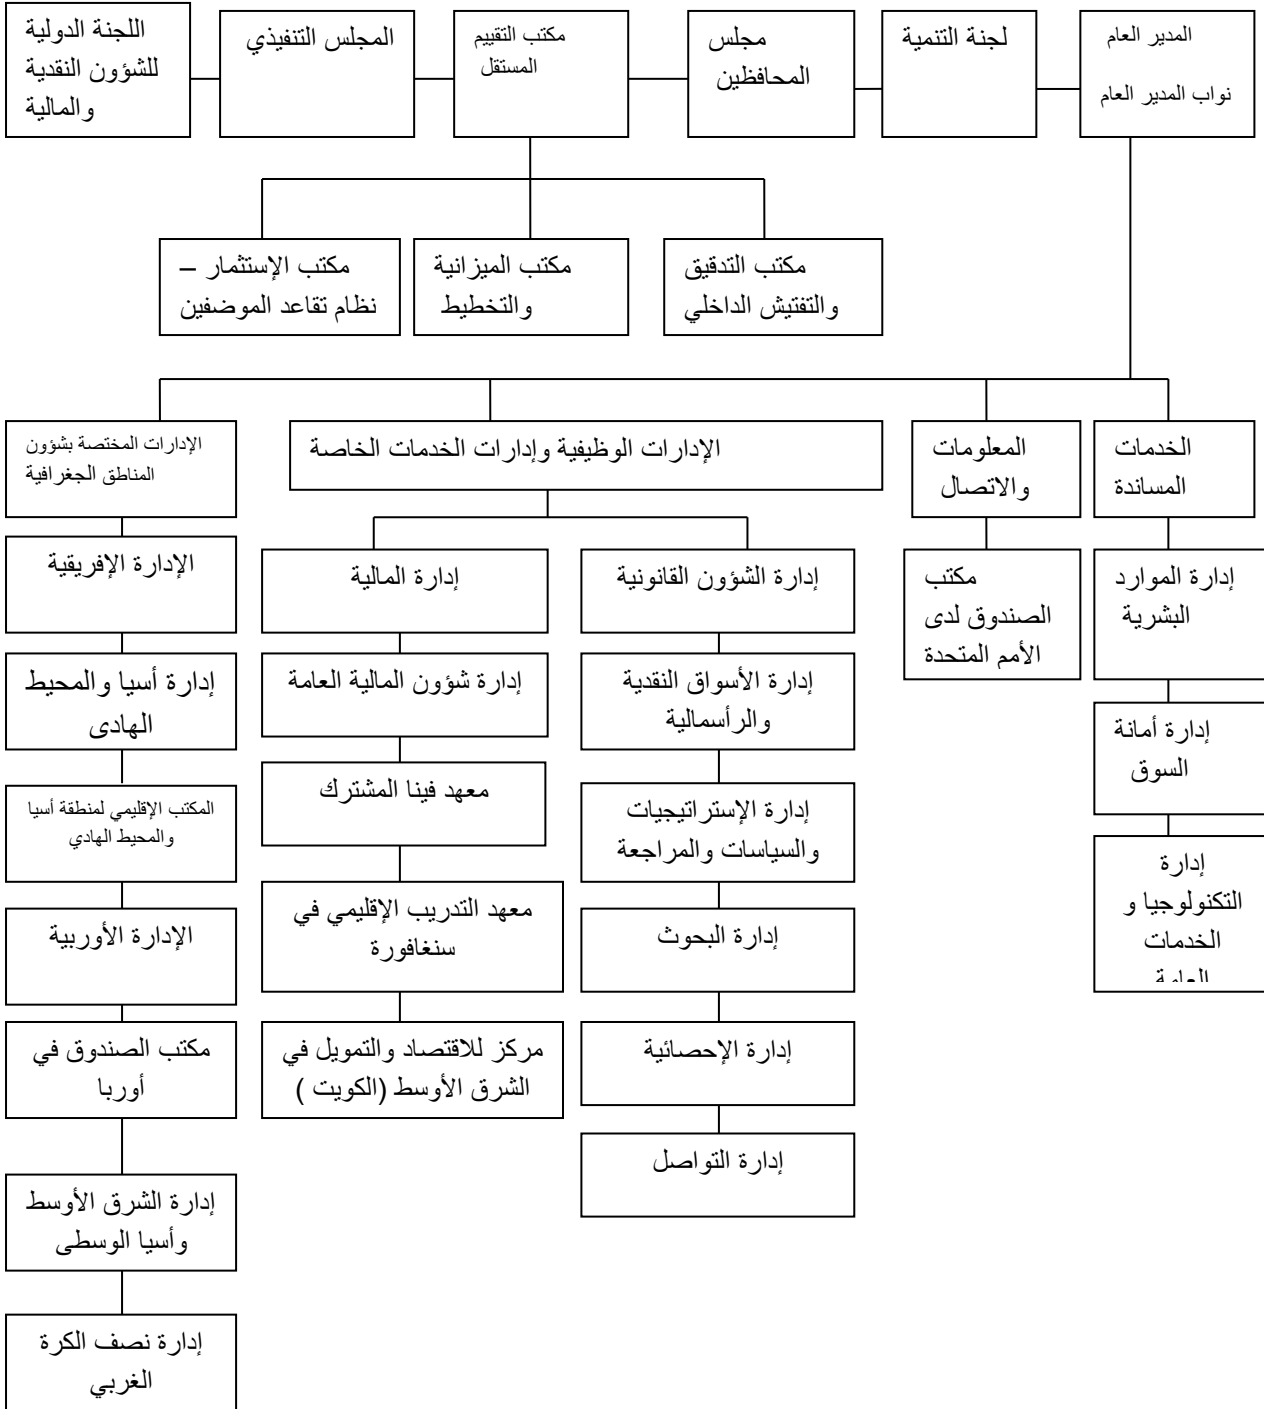 المدير العام
نواب المدير العام
لجنة التنمية
مجلس
المحافظين
مكتب التقييم
المستقل
المجلس التنفيذي
اللجنة الدولية
للشؤون النقدية
والمالية
مكتب التدقيق
والتفتيش الداخلي
مكتب الميزانية
والتخطيط
مكتب الإستثمار –
نظام تقاعد الموضفين
الخدمات
المساندة
المعلومات
والاتصال
الإدارات الوظيفية وإدارات الخدمات الخاصة
الإدارات المختصة بشؤون
المناطق الجغرافية
إدارة الموارد
البشرية
إدارة أمانة
السوق
إدارة
التكنولوجيا و
الخدمات
العامة
مكتب
الصندوق لدى
الأمم المتحدة
إدارة الشؤون القانونية
إدارة الأسواق النقدية
والرأسمالية
إدارة الإستراتيجيات
والسياسات والمراجعة
إدارة البحوث
إدارة الإحصائية
إدارة التواصل
إدارة المالية
إدارة شؤون المالية العامة
معهد فينا المشترك
معهد التدريب الإقليمي في
سنغافورة
مركز للاقتصاد والتمويل في
الشرق الأوسط (الكويت )
الإدارة الإفريقية
إدارة أسيا والمحيط
الهادى
المكتب الإقليمي لمنطقة أسيا
والمحيط الهادي
الإدارة الأوربية
مكتب الصندوق في
أوربا
إدارة الشرق الأوسط
وأسيا الوسطى
إدارة نصف الكرة
الغربي